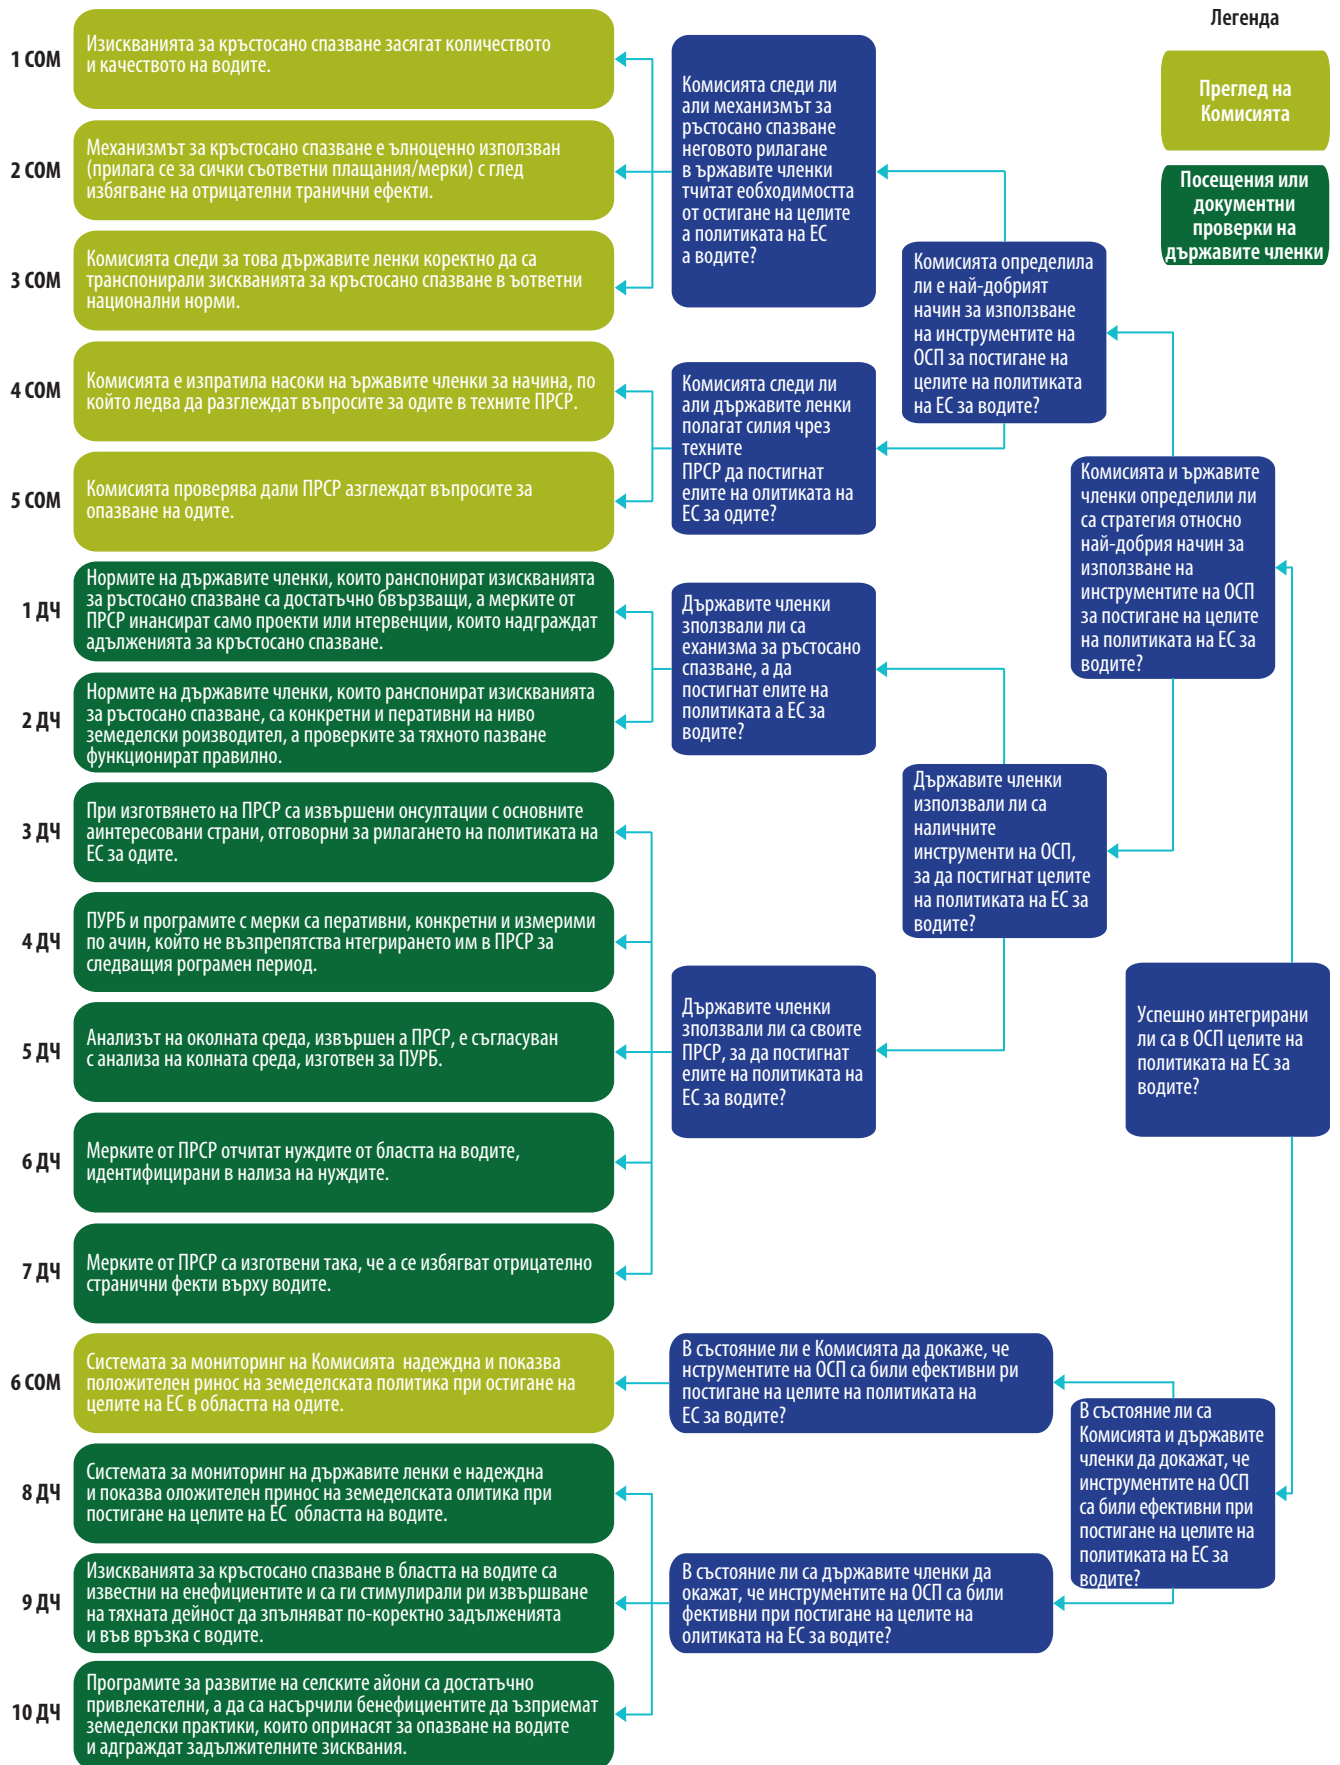 Легенда
Преглед на
Комисията
Посещения или
документни
проверки на
държавите членки
1 COM
Изискванията за кръстосано спазване засягат количеството
и качеството на водите.
2 COM
Механизмът за кръстосано спазване е ълноценно използван
(прилага се за сички съответни плащания/мерки) с глед
избягване на отрицателни транични ефекти.
3 COM
Комисията следи за това държавите ленки коректно да са
транспонирали зискванията за кръстосано спазване в ъответни
национални норми.
4 COM
Комисията е изпратила насоки на ържавите членки за начина, по
който ледва да разглеждат въпросите за одите в техните ПРСР.
5 COM
Комисията проверява дали ПРСР азглеждат въпросите за
опазване на одите.
1 ДЧ
Нормите на държавите членки, които ранспонират изискванията
за ръстосано спазване са достатъчно бвързващи, а мерките от
ПРСР инансират само проекти или нтервенции, които надграждат
адълженията за кръстосано спазване.
2 ДЧ
Нормите на държавите членки, които ранспонират изискванията
за ръстосано спазване, са конкретни и перативни на ниво
земеделски роизводител, а проверките за тяхното пазване
функционират правилно.
3 ДЧ
При изготвянето на ПРСР са извършени онсултации с основните
аинтересовани страни, отговорни за рилагането на политиката на
ЕС за одите.
4 ДЧ
ПУРБ и програмите с мерки са перативни, конкретни и измерими
по ачин, който не възпрепятства нтегрирането им в ПРСР за
следващия рограмен период.
5 ДЧ
Анализът на околната среда, извършен а ПРСР, е съгласуван
с анализа на колната среда, изготвен за ПУРБ.
6 ДЧ
Мерките от ПРСР отчитат нуждите от бластта на водите,
идентифицирани в нализа на нуждите.
7 ДЧ
Мерките от ПРСР са изготвени така, че а се избягват отрицателно
странични фекти върху водите.
6 COM
Системата за мониторинг на Комисията  надеждна и показва
положителен ринос на земеделската политика при остигане на
целите на ЕС в областта на одите.
8 ДЧ
Системата за мониторинг на държавите ленки е надеждна
и показва оложителен принос на земеделската олитика при
постигане на целите на ЕС  областта на водите.
9 ДЧ
Изискванията за кръстосано спазване в бластта на водите са
известни на енефициентите и са ги стимулирали ри извършване
на тяхната дейност да зпълняват по-коректно задълженията
и във връзка с водите.
10 ДЧ
Програмите за развитие на селските айони са достатъчно
привлекателни, а да са насърчили бенефициентите да ъзприемат
земеделски практики, които опринасят за опазване на водите
и адграждат задължителните зисквания.
Комисията следи ли
али механизмът за
ръстосано спазване
неговото рилагане
в ържавите членки
тчитат еобходимостта
от остигане на целите
а политиката на ЕС
а водите?
Комисията следи ли
али държавите ленки
полагат силия чрез
техните
ПРСР да постигнат
елите на олитиката на
ЕС за одите?
Държавите членки
зползвали ли са
еханизма за ръстосано
спазване, а да
постигнат елите на
политиката а ЕС за
водите?
Държавите членки
зползвали ли са своите
ПРСР, за да постигнат
елите на политиката на
ЕС за водите?
В състояние ли е Комисията да докаже, че
нструментите на ОСП са били ефективни ри
постигане на целите на политиката на
ЕС за водите?
В състояние ли са държавите членки да
окажат, че инструментите на ОСП са били
фективни при постигане на целите на
олитиката на ЕС за водите?
Комисията определила
ли е най-добрият
начин за използване
на инструментите на
ОСП за постигане на
целите на политиката
на ЕС за водите?
Държавите членки
използвали ли са
наличните
инструменти на ОСП,
за да постигнат целите
на политиката на ЕС за
водите?
Комисията и ържавите
членки определили ли
са стратегия относно
най-добрия начин за
използване на
инструментите на ОСП
за постигане на целите
на политиката на ЕС за
водите?
В състояние ли са
Комисията и държавите
членки да докажат, че
инструментите на ОСП
са били ефективни при
постигане на целите на
политиката на ЕС за
водите?
Успешно интегрирани
ли са в ОСП целите на
политиката на ЕС за
водите?